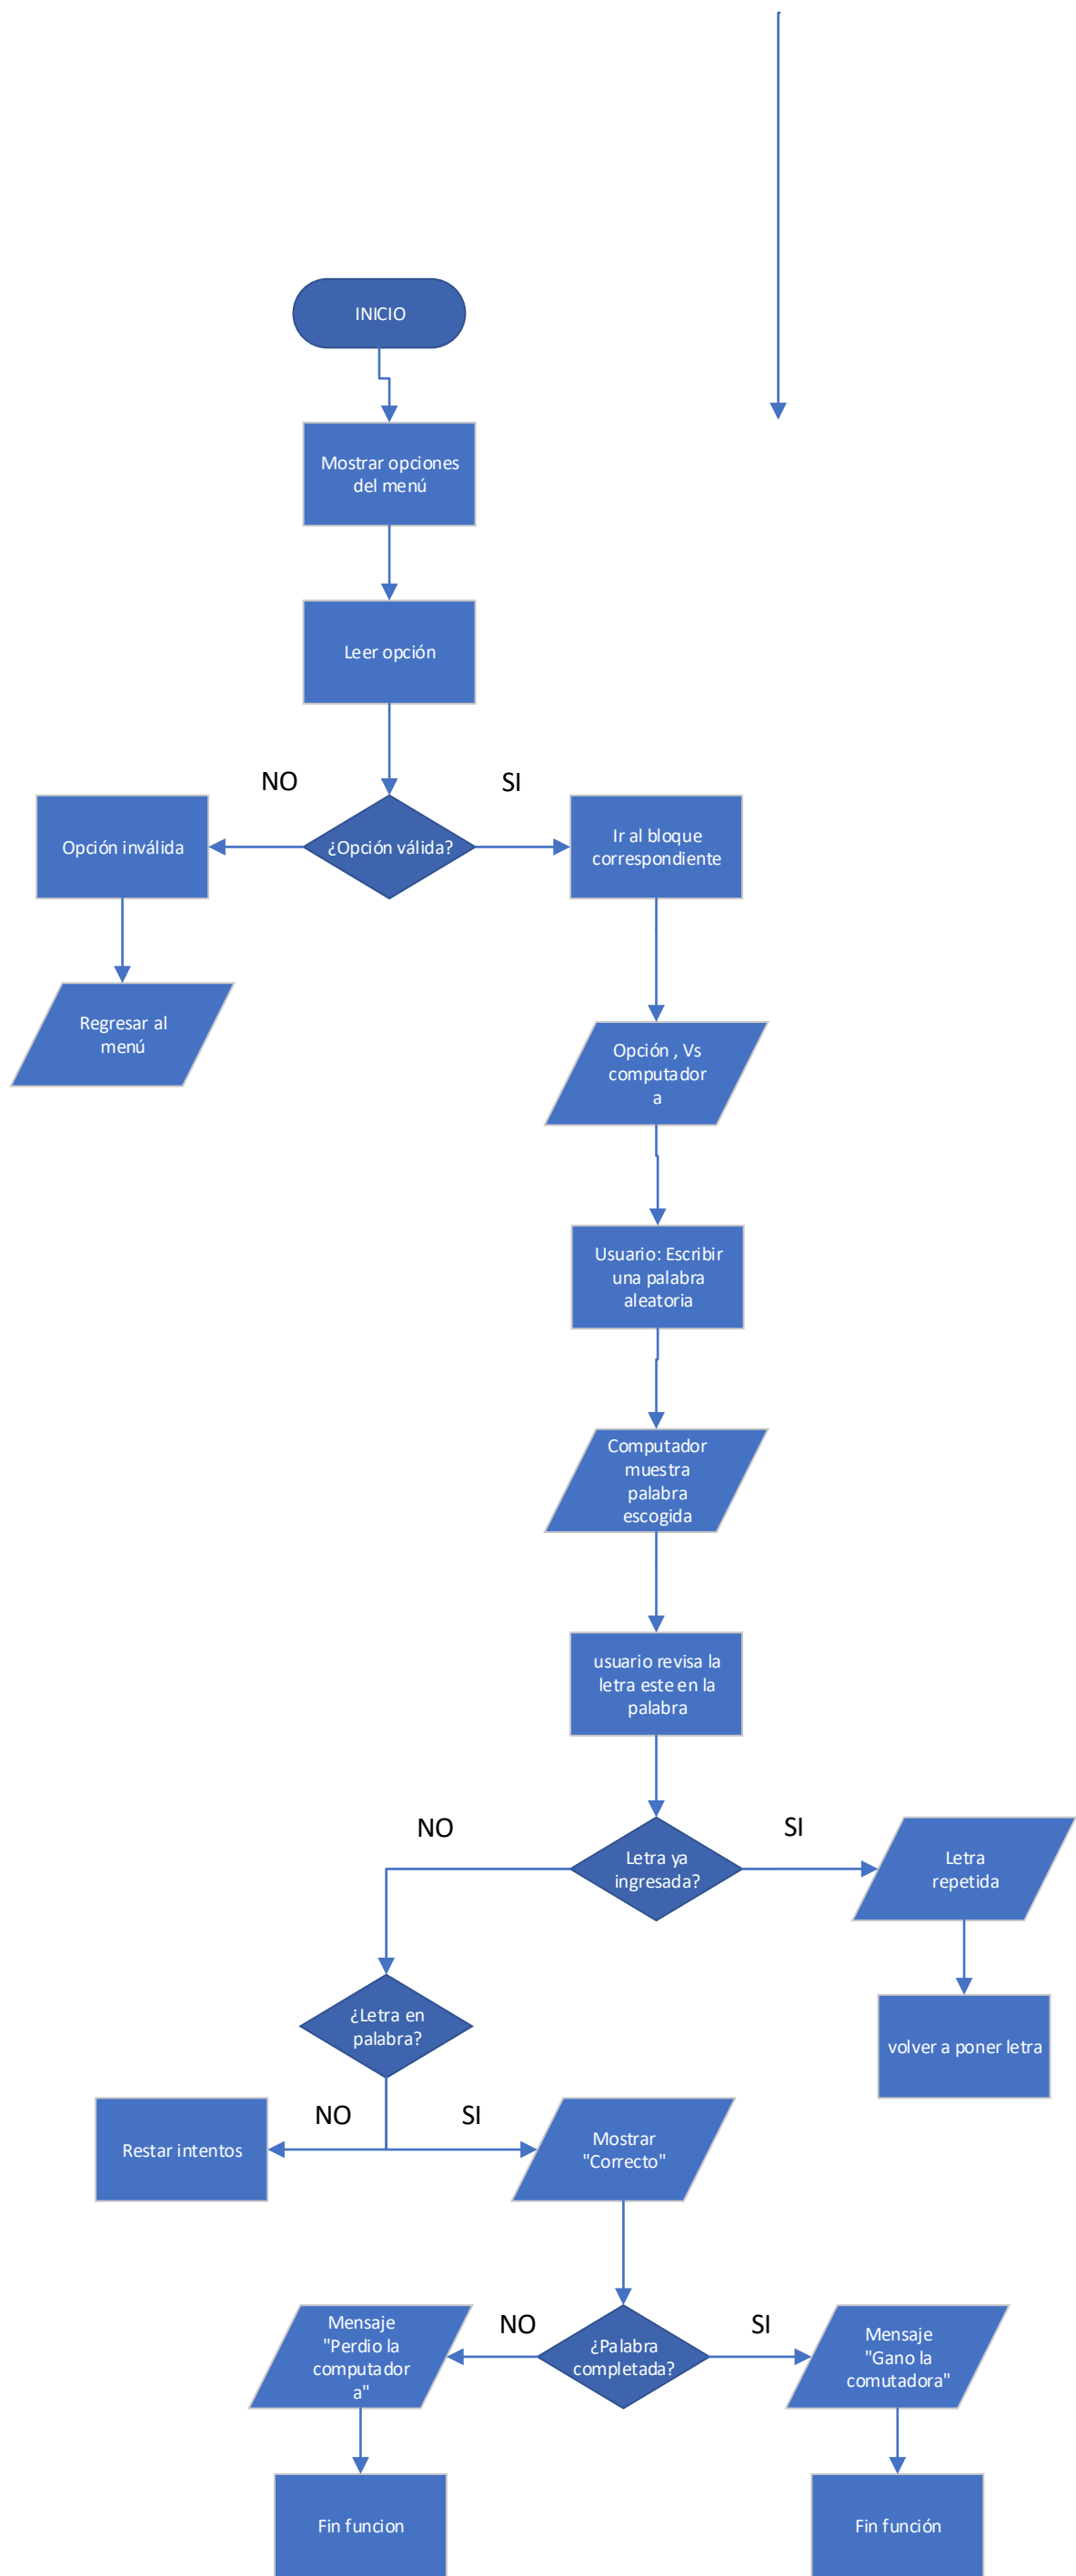 INICIO
Mostrar opciones
del menú
Leer opción
NO
SI
Opción inválida
¿Opción válida?
Ir al bloque
correspondiente
Regresar al
menú
Opción , Vs
computador
a
Usuario: Escribir
una palabra
aleatoria
Computador
muestra
palabra
escogida
usuario revisa la
letra este en la
palabra
NO
SI
Letra ya
ingresada?
Letra
repetida
¿Letra en
palabra?
volver a poner letra
NO
SI
Restar intentos
Mostrar
"Correcto"
NO
SI
Mensaje
"Perdio la
computador
a"
¿Palabra
completada?
Mensaje
"Gano la
comutadora"
Fin funcion
Fin función